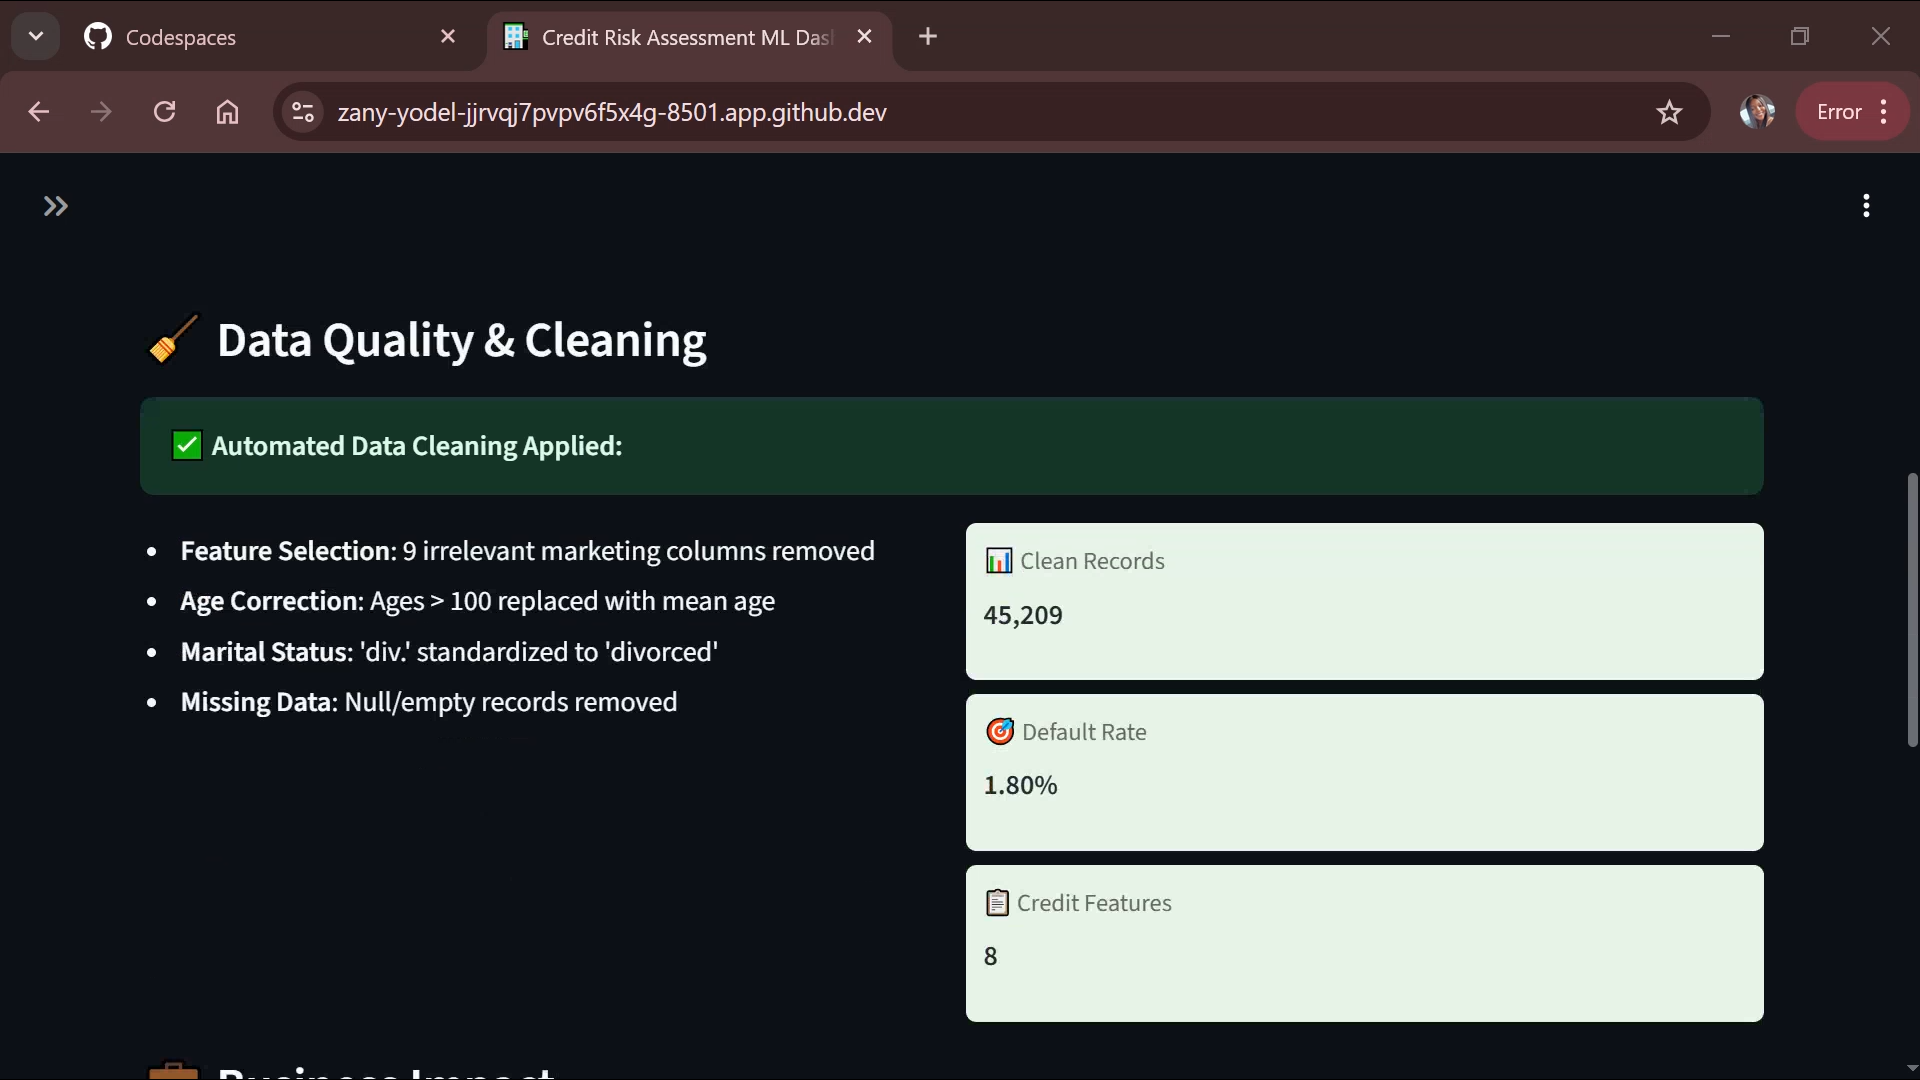 Codespaces
Credit Risk Assessment ML Das
zany-yodel-jjrvqj7pvpv6f5x4g-8501.app.github.dev
Error
Data Quality & Cleaning
Automated Data Cleaning Applied:
Feature Selection: 9 irrelevant marketing columns removed
Age Correction: Ages > 100 replaced with mean age
Marital Status: 'div.' standardized to 'divorced'
Missing Data: Null/empty records removed
Clean Records
45,209
Default Rate
1.80%
Credit Features
8
Business Impact